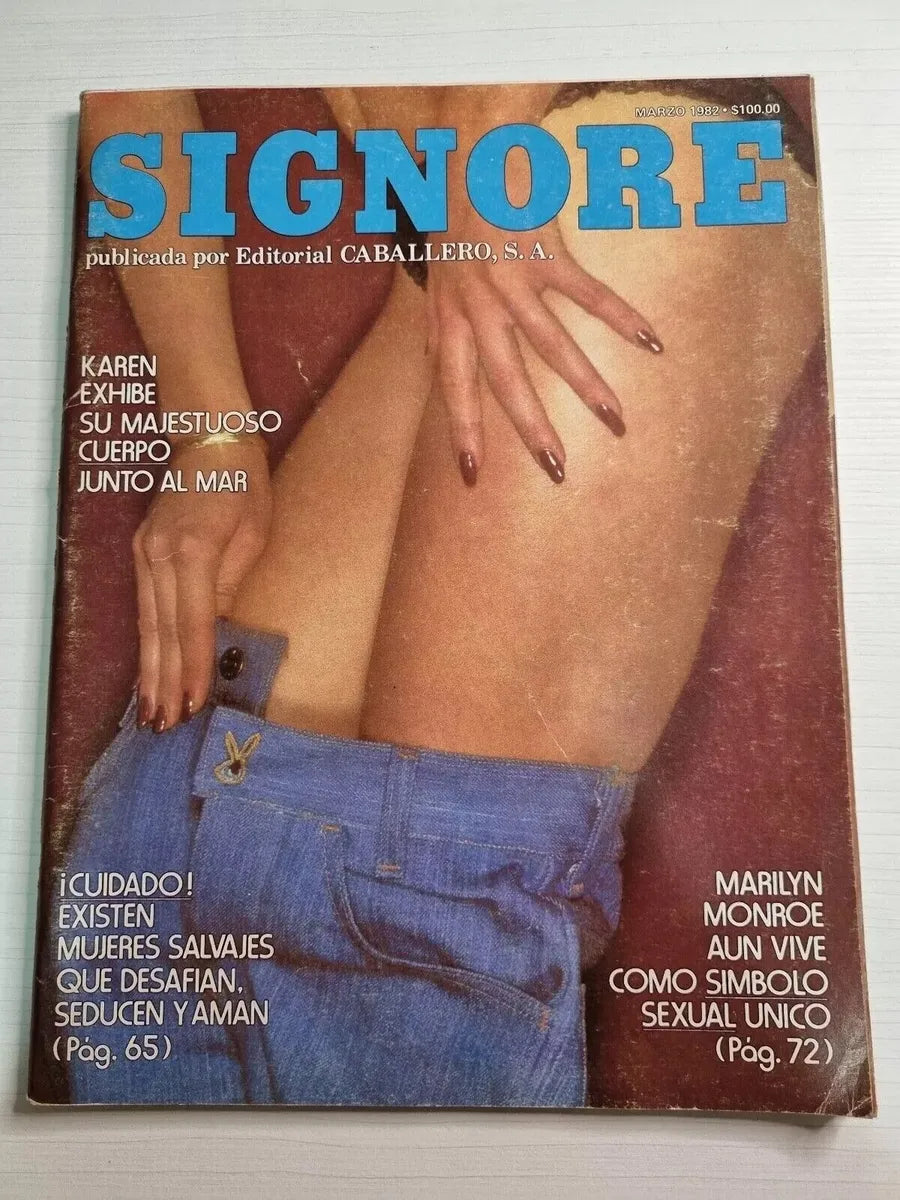 MARZO 1982 • $100.00
SIGNORE
publicada por Editorial CABALLERO, S. A.
KAREN
EXHIBE
SU MAJESTUOSO
CUERPO
JUNTO AL MAR
¡CUIDADO!
EXISTEN
MUJERES SALVAJES
QUE DESAFIAN,
SEDUCEN Y AMAN
(Pág. 65)
MARILYN
MONROE
AUN VIVE
COMO SIMBOLO
SEXUAL UNICO
(Pág. 72)